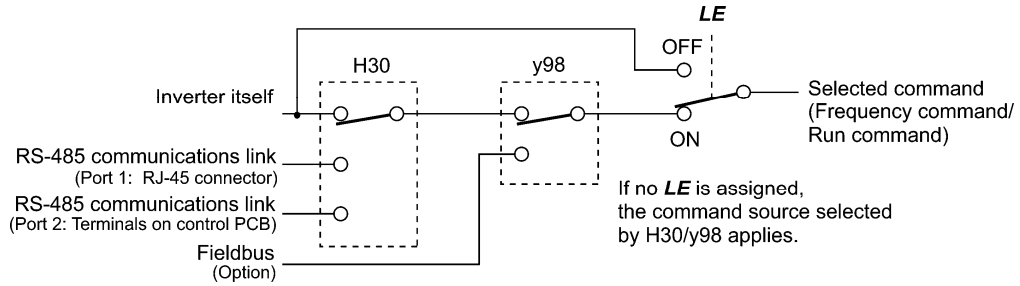 LE
OFF
H30
y98
Inverter itself
Selected command
(Frequency command/
Run command)
ON
RS-485 communications link
(Port 1: RJ-45 connector)
RS-485 communications link
(Port 2: Terminals on control PCB)
If no LE is assigned,
the command source selected
by H30/y98 applies.
Fieldbus
(Option)